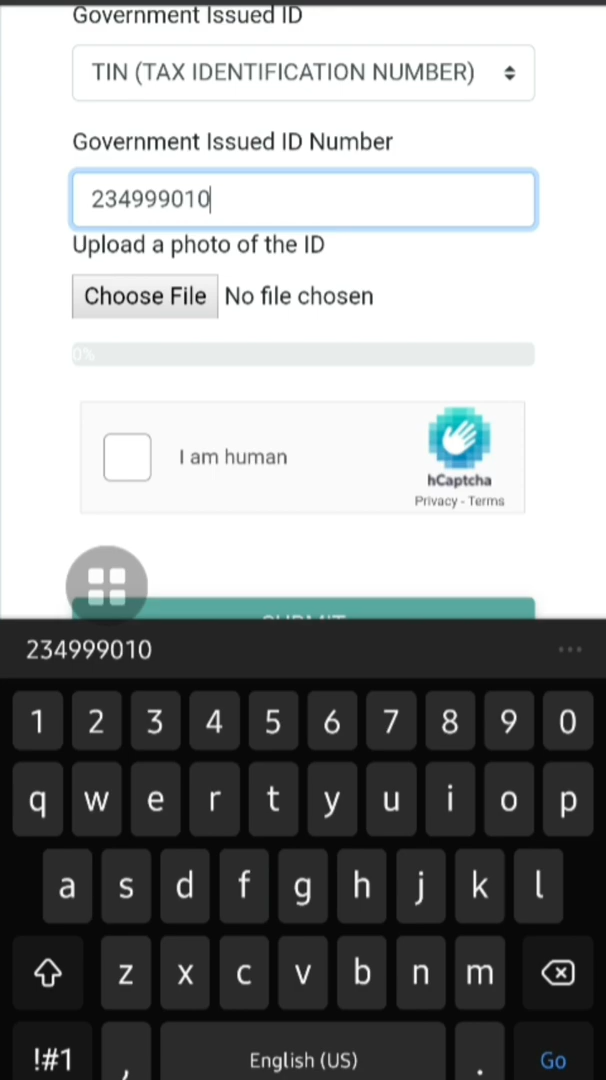 Government Issued ID
TIN (TAX IDENTIFICATION NUMBER)
Government Issued ID Number
234999010
Upload a photo of the ID
Choose File No file chosen
0%
I am human
hCaptcha
Privacy - Terms
SUBMIT
234999010
1 2 3 4 5 6 7 8 9 0
q w e r t y u i o p
a s d f g h j k l
z x c v b n m
!#1 , English (US) . Go